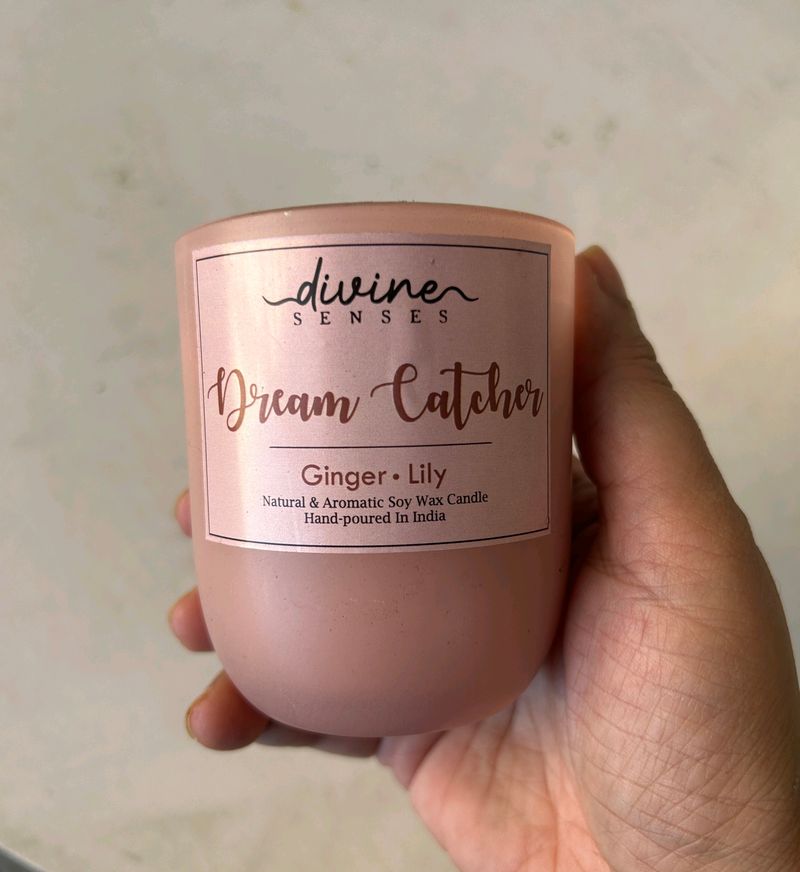 divine
SENSES
Dream Catcher
Ginger • Lily
Natural & Aromatic Soy Wax Candle
Hand-poured In India